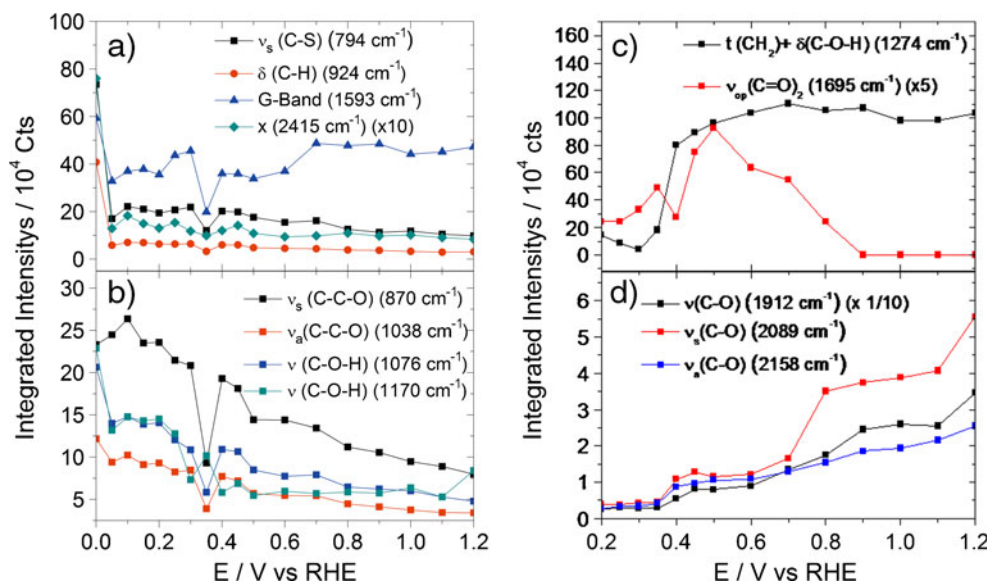 a)
νs (C-S) (794 cm⁻¹)
δ (C-H) (924 cm⁻¹)
G-Band (1593 cm⁻¹)
x (2415 cm⁻¹) (x10)
100
80
60
40
20
0
Integrated Intensitys / 10⁴ Cts
b)
νs (C-C-O) (870 cm⁻¹)
νa(C-C-O) (1038 cm⁻¹)
ν (C-O-H) (1076 cm⁻¹)
ν (C-O-H) (1170 cm⁻¹)
30
25
20
15
10
5
0.0 0.2 0.4 0.6 0.8 1.0 1.2
E / V vs RHE
c)
t (CH₂)+ δ(C-O-H) (1274 cm⁻¹)
νop(C=O)₂ (1695 cm⁻¹) (x5)
160
140
120
100
80
60
40
20
0
Integrated Intensitys / 10⁴ cts
d)
ν(C-O) (1912 cm⁻¹) (x 1/10)
νs(C-O) (2089 cm⁻¹)
νa(C-O) (2158 cm⁻¹)
6
5
4
3
2
1
0
0.2 0.4 0.6 0.8 1.0 1.2
E / V vs RHE